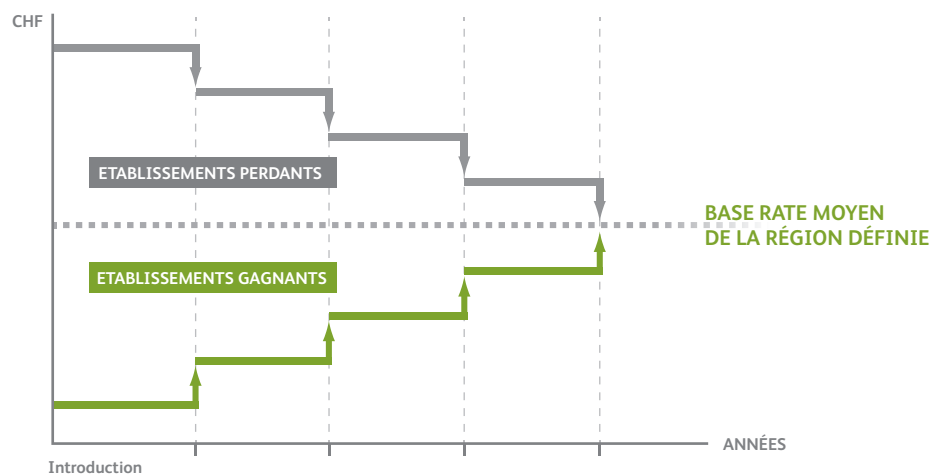 CHF
ETABLISSEMENTS PERDANTS
BASE RATE MOYEN
DE LA RÉGION DÉFINIE
ETABLISSEMENTS GAGNANTS
ANNÉES
Introduction